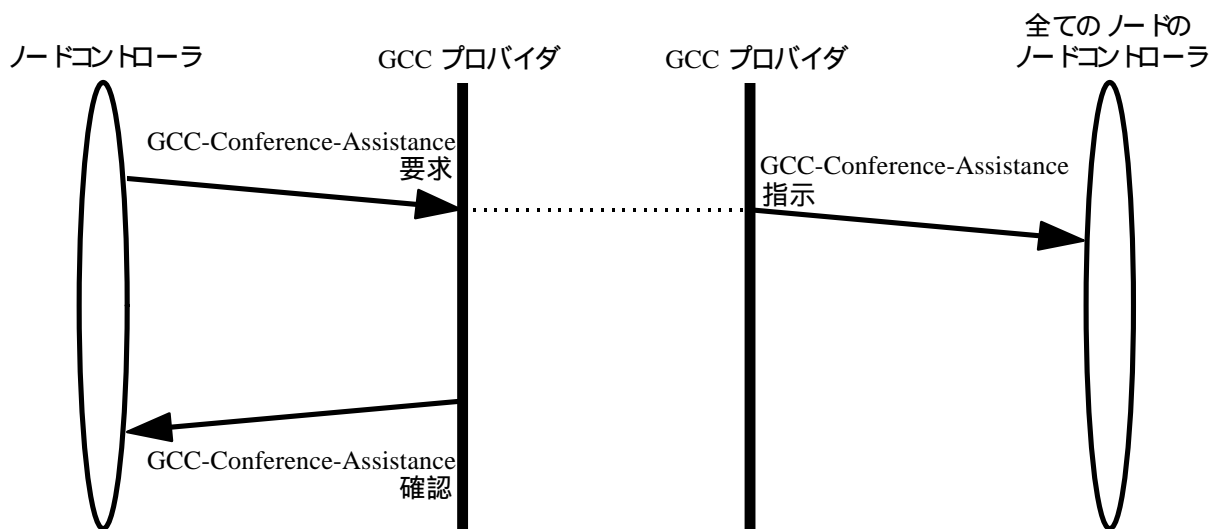 全てのノードの
ノードコントローラ
GCC プロバイダ
GCC プロバイダ
ノードコントローラ
GCC-Conference-Assistance
要求
GCC-Conference-Assistance
指示
GCC-Conference-Assistance
確認